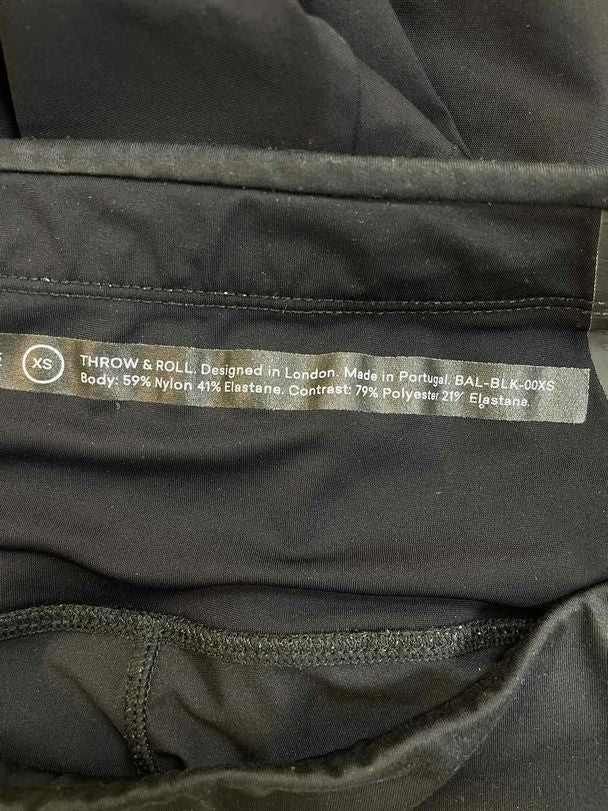 XS
THROW & ROLL. Designed in London. Made in Portugal. BAL-BLK-00XS
Body: 59% Nylon 41% Elastane. Contrast: 79% Polyester 21% Elastane.